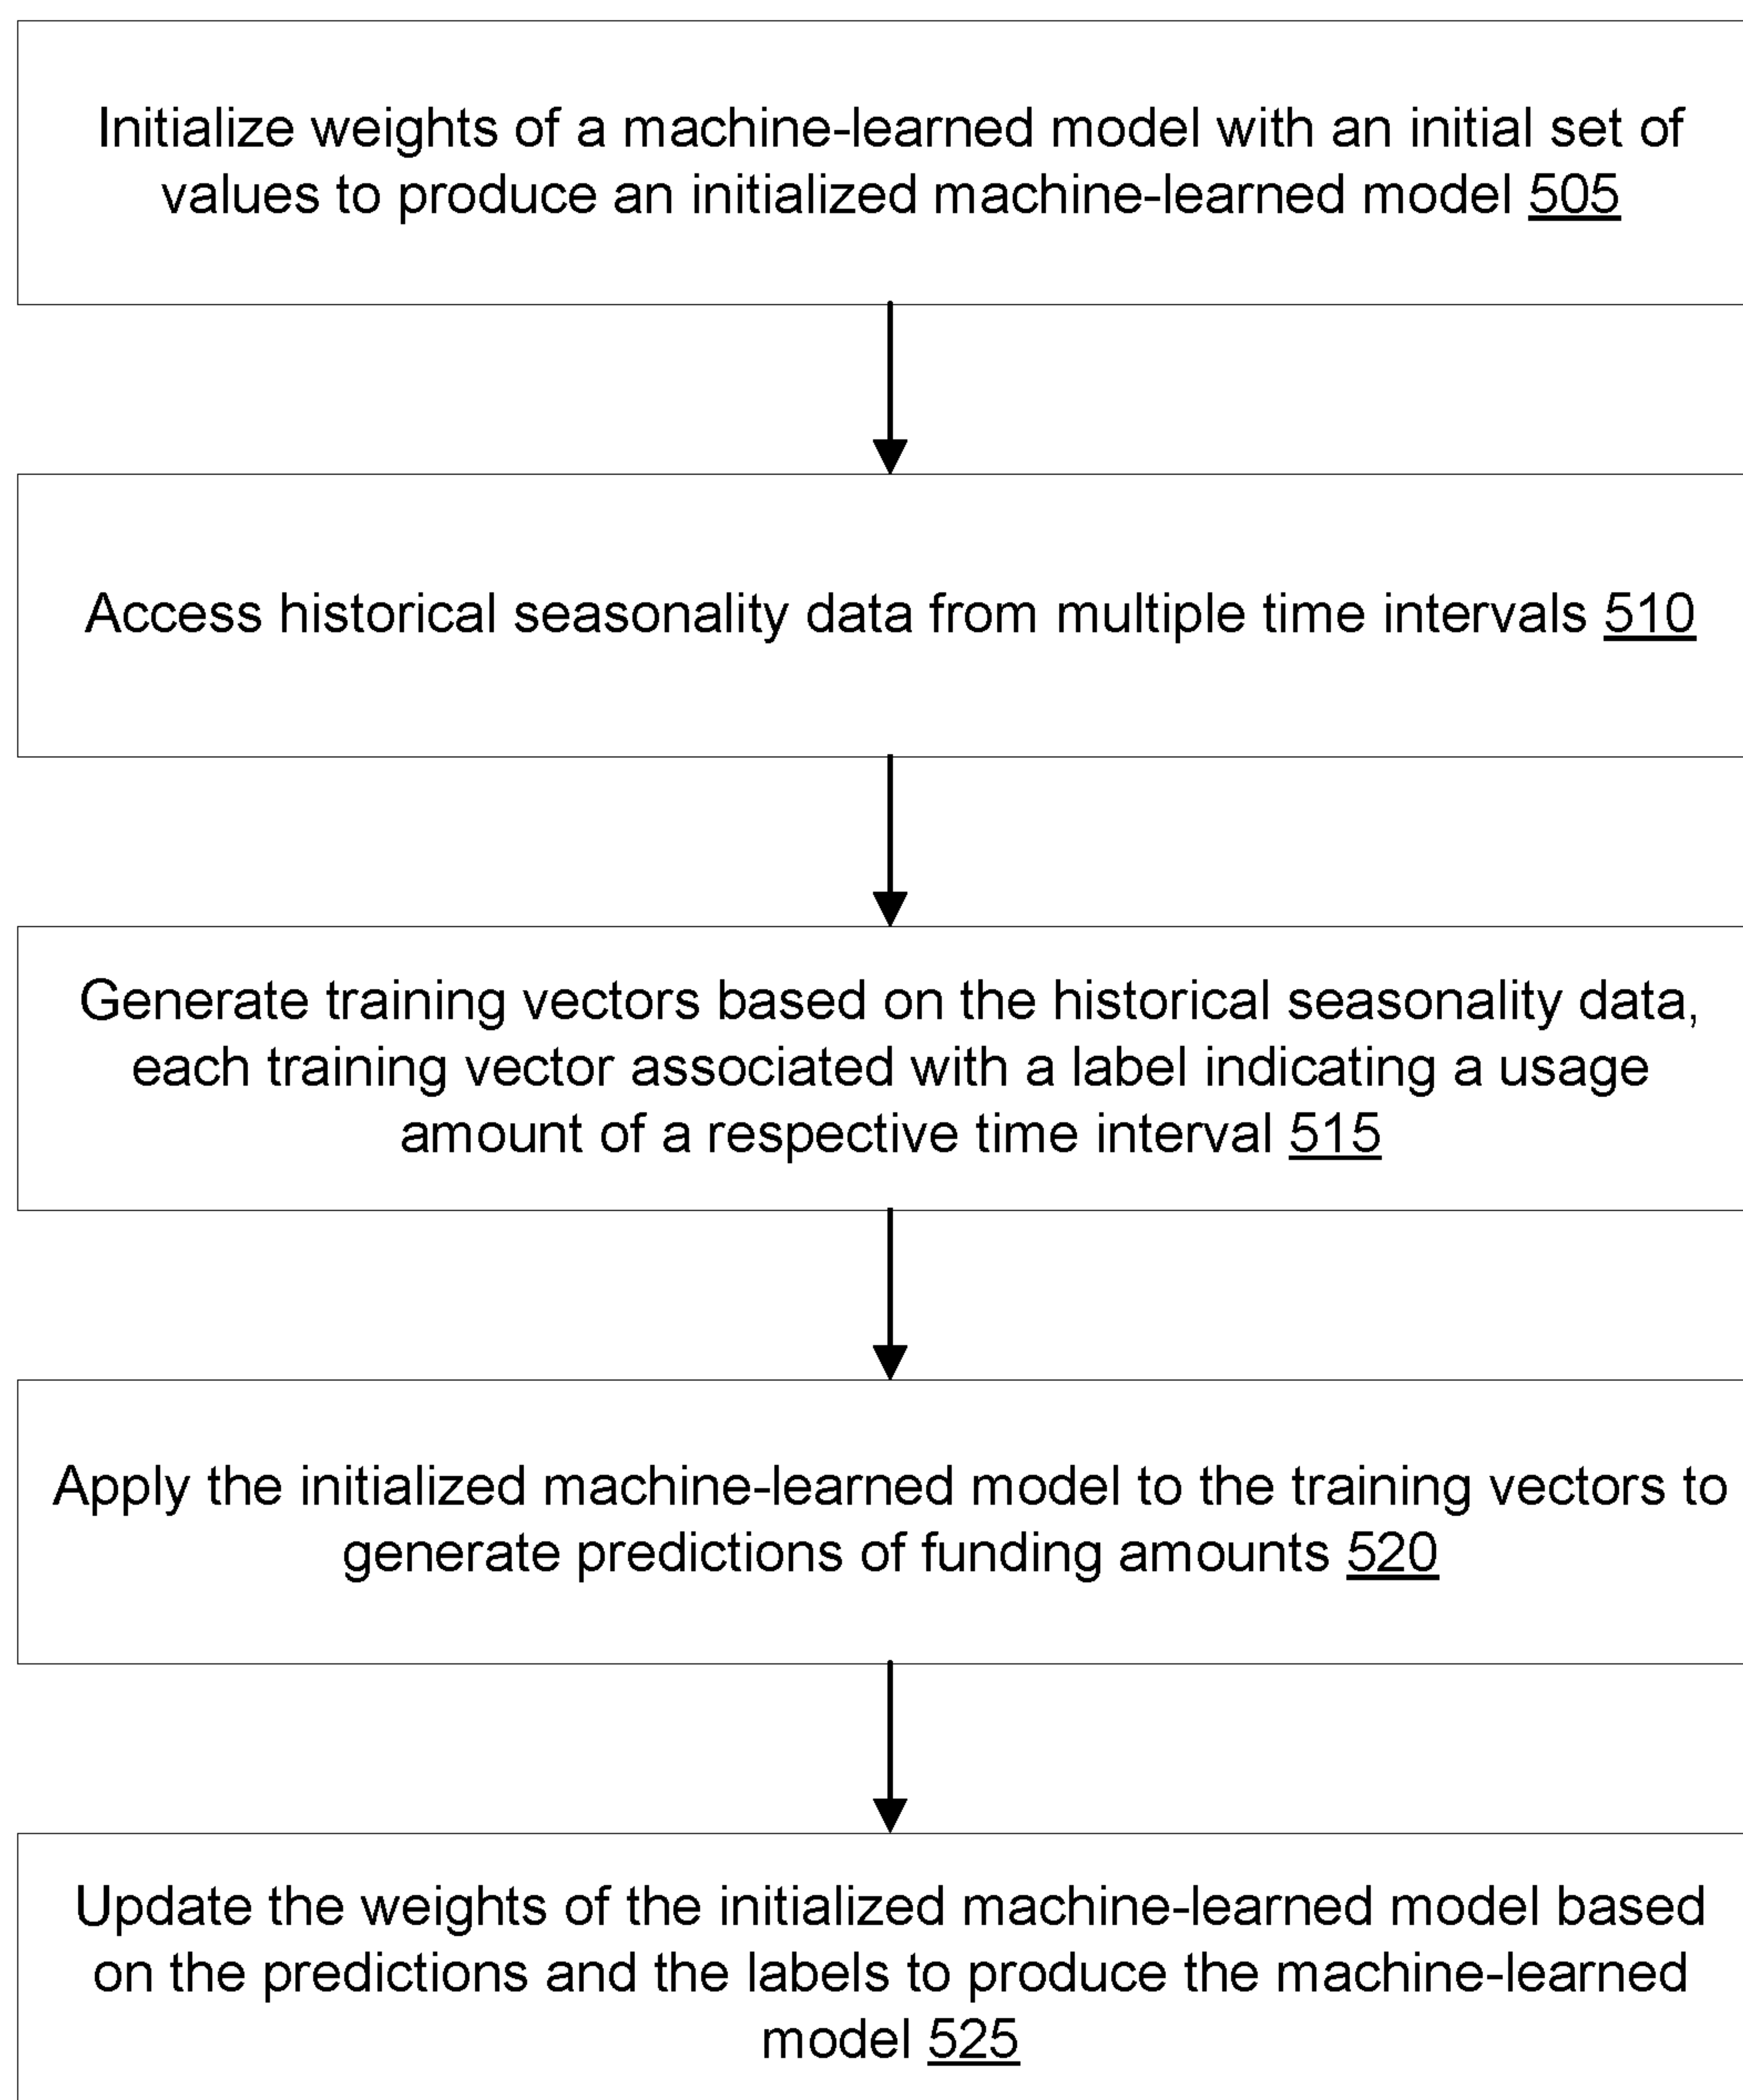 Initialize weights of a machine-learned model with an initial set of
values to produce an initialized machine-learned model 505
Access historical seasonality data from multiple time intervals 510
Generate training vectors based on the historical seasonality data,
each training vector associated with a label indicating a usage
amount of a respective time interval 515
Apply the initialized machine-learned model to the training vectors to
generate predictions of funding amounts 520
Update the weights of the initialized machine-learned model based
on the predictions and the labels to produce the machine-learned
model 525